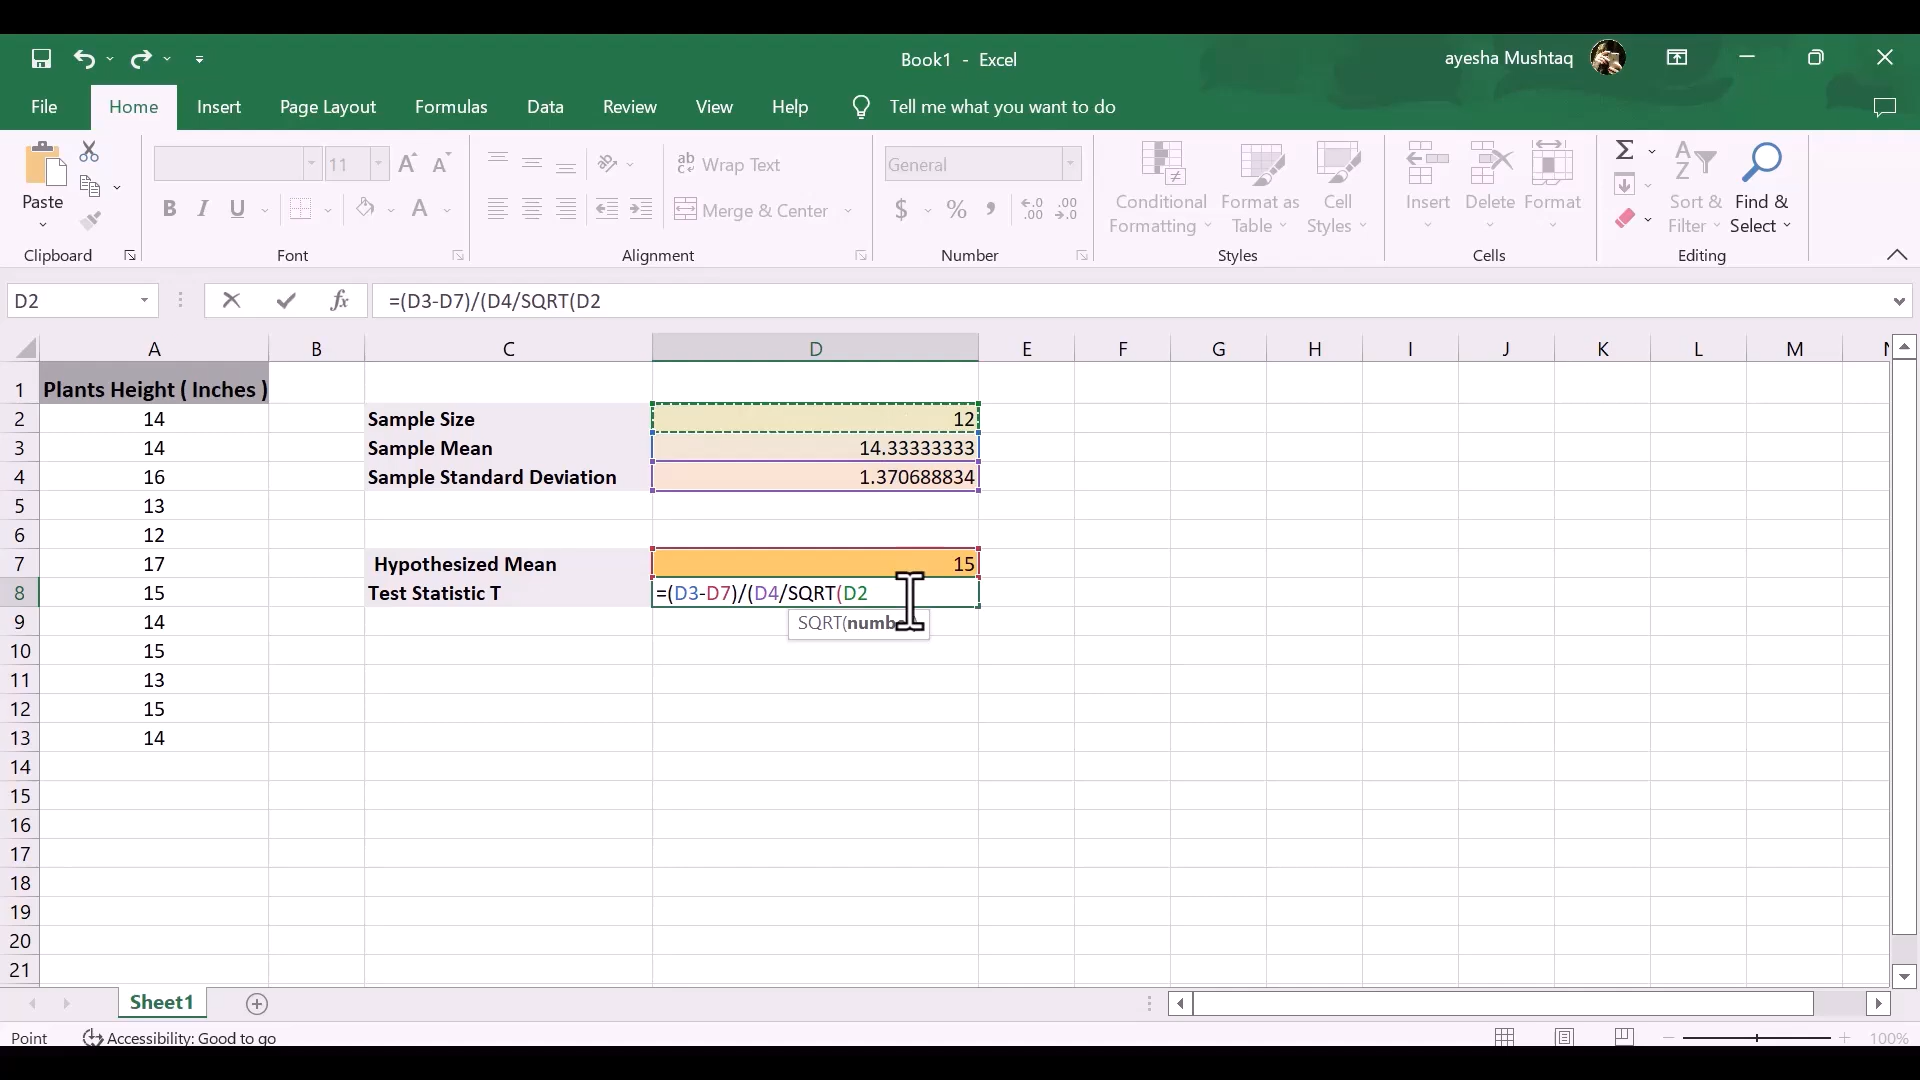 Book1 - Excel
ayesha Mushtaq
File Home Insert Page Layout Formulas Data Review View Help Tell me what you want to do
Paste
11
Wrap Text
Merge & Center
General
Conditional Formatting
Format as Table
Cell Styles
Insert Delete Format
Sort & Filter
Find & Select
Clipboard Font Alignment Number Styles Cells Editing
D2 fx =(D3-D7)/(D4/SQRT(D2
A B C D E F G H I J K L M
1 Plants Height ( Inches )
2 14 Sample Size 12
3 14 Sample Mean 14.33333333
4 16 Sample Standard Deviation 1.370688834
5 13
6 12
7 17 Hypothesized Mean 15
8 15 Test Statistic T =(D3-D7)/(D4/SQRT(D2
9 14 SQRT(numb
10 15
11 13
12 15
13 14
14
15
16
17
18
19
20
21
Sheet1
Point Accessibility: Good to go 100%